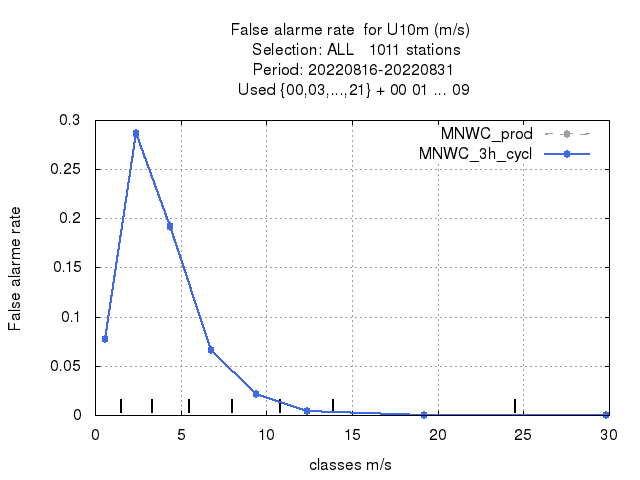 False alarme rate  for U10m (m/s)
Selection: ALL   1011 stations
Period: 20220816-20220831
Used {00,03,...,21} + 00 01 ... 09
MNWC_prod
MNWC_3h_cycl
False alarme rate
0.3
0.25
0.2
0.15
0.1
0.05
0
0 5 10 15 20 25 30
classes m/s